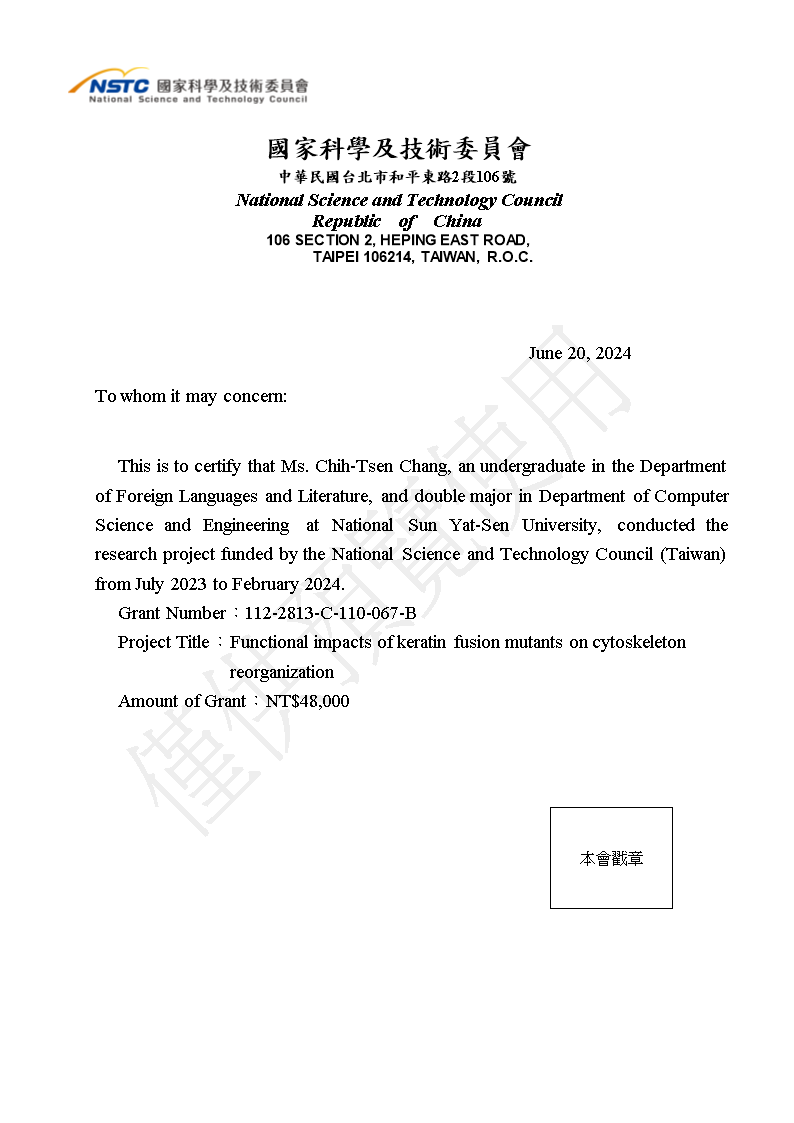 NSTC 國家科學及技術委員會
National Science and Technology Council
國家科學及技術委員會
中華民國台北市和平東路2段106號
National Science and Technology Council
Republic of China
106 SECTION 2, HEPING EAST ROAD,
TAIPEI 106214, TAIWAN, R.O.C.
June 20, 2024
To whom it may concern:
This is to certify that Ms. Chih-Tsen Chang, an undergraduate in the Department
of Foreign Languages and Literature, and double major in Department of Computer
Science and Engineering at National Sun Yat-Sen University, conducted the
research project funded by the National Science and Technology Council (Taiwan)
from July 2023 to February 2024.
Grant Number：112-2813-C-110-067-B
Project Title：Functional impacts of keratin fusion mutants on cytoskeleton
reorganization
Amount of Grant：NT$48,000
僅供預覽使用
本會戳章